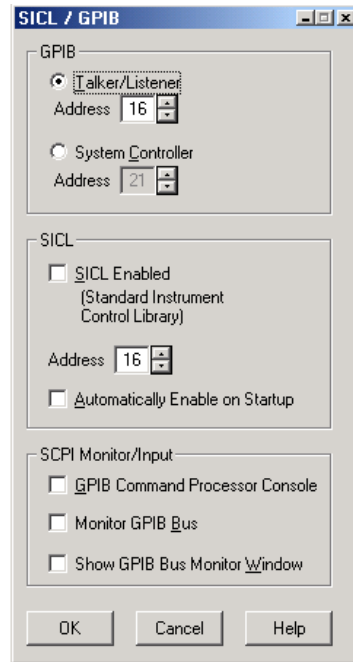 SICL / GPIB
GPIB
Talker/Listener
Address 16
System Controller
Address 21
SICL
SICL Enabled
(Standard Instrument
Control Library)
Address 16
Automatically Enable on Startup
SCPI Monitor/Input
GPIB Command Processor Console
Monitor GPIB Bus
Show GPIB Bus Monitor Window
OK Cancel Help